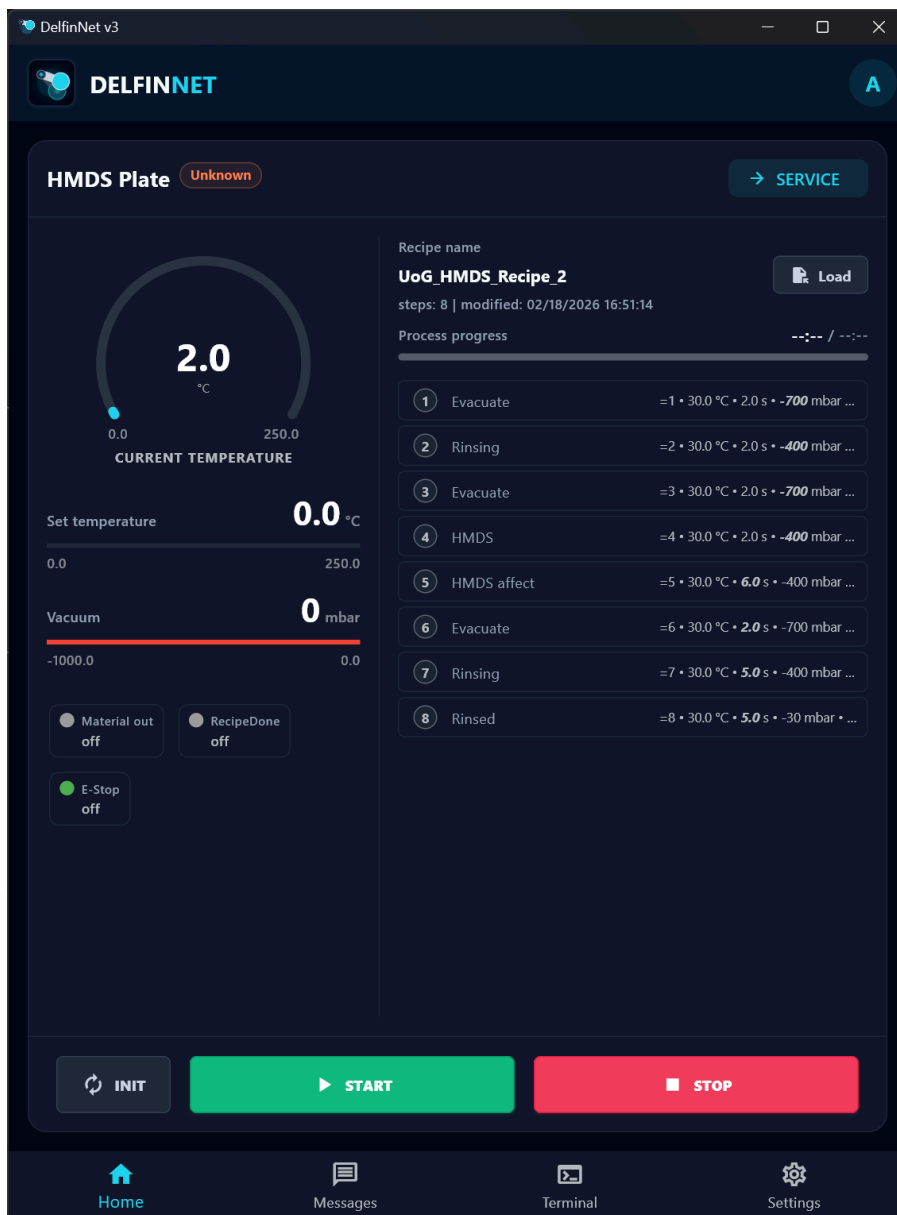 DelfinNet v3
DELFINNET
A
HMDS Plate Unknown
→ SERVICE
2.0
°C
0.0 250.0
CURRENT TEMPERATURE
Set temperature 0.0 °C
0.0 250.0
Vacuum 0 mbar
-1000.0 0.0
Material out
off
RecipeDone
off
E-Stop
off
Recipe name
UoG_HMDS_Recipe_2
Load
steps: 8 | modified: 02/18/2026 16:51:14
Process progress --:-- / --:--
1 Evacuate =1 • 30.0 °C • 2.0 s • -700 mbar ...
2 Rinsing =2 • 30.0 °C • 2.0 s • -400 mbar ...
3 Evacuate =3 • 30.0 °C • 2.0 s • -700 mbar ...
4 HMDS =4 • 30.0 °C • 2.0 s • -400 mbar ...
5 HMDS affect =5 • 30.0 °C • 6.0 s • -400 mbar ...
6 Evacuate =6 • 30.0 °C • 2.0 s • -700 mbar ...
7 Rinsing =7 • 30.0 °C • 5.0 s • -400 mbar ...
8 Rinsed =8 • 30.0 °C • 5.0 s • -30 mbar • ...
INIT
START
STOP
Home
Messages
Terminal
Settings